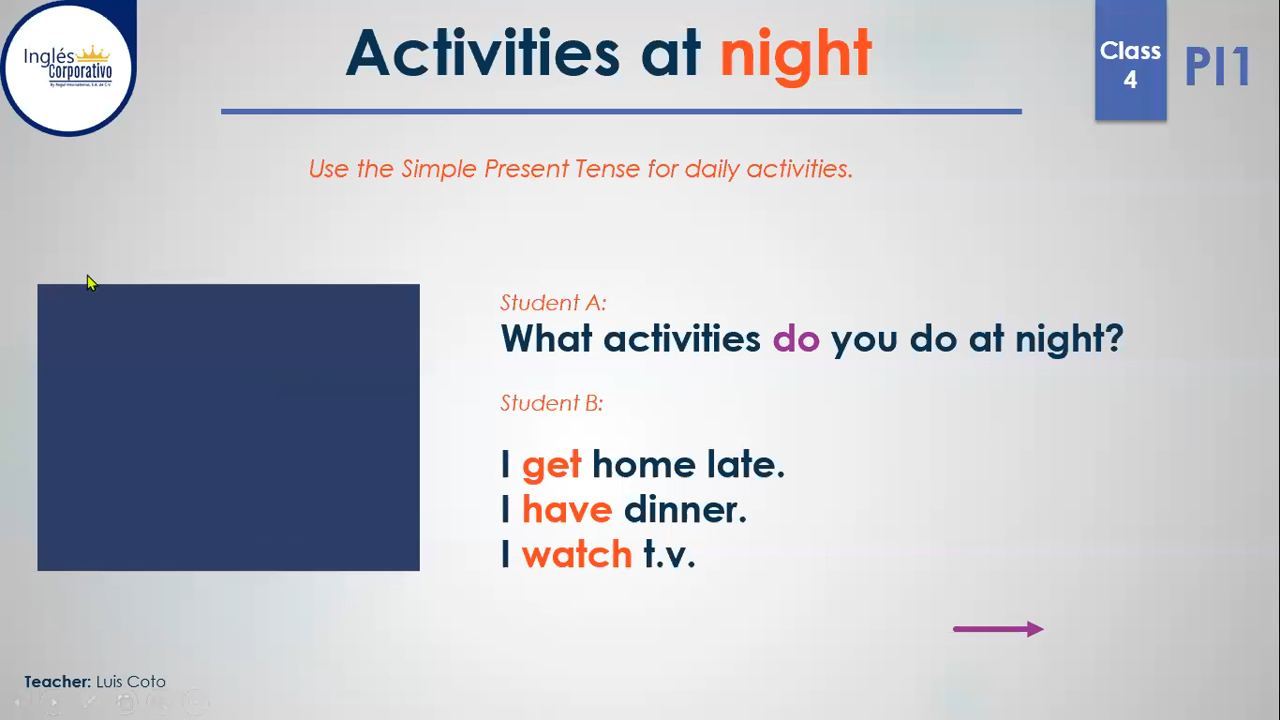 Inglés
Corporativo
Activities at night
Class
4
PI1
Use the Simple Present Tense for daily activities.
Student A:
What activities do you do at night?
Student B:
I get home late.
I have dinner.
I watch t.v.
Teacher: Luis Coto